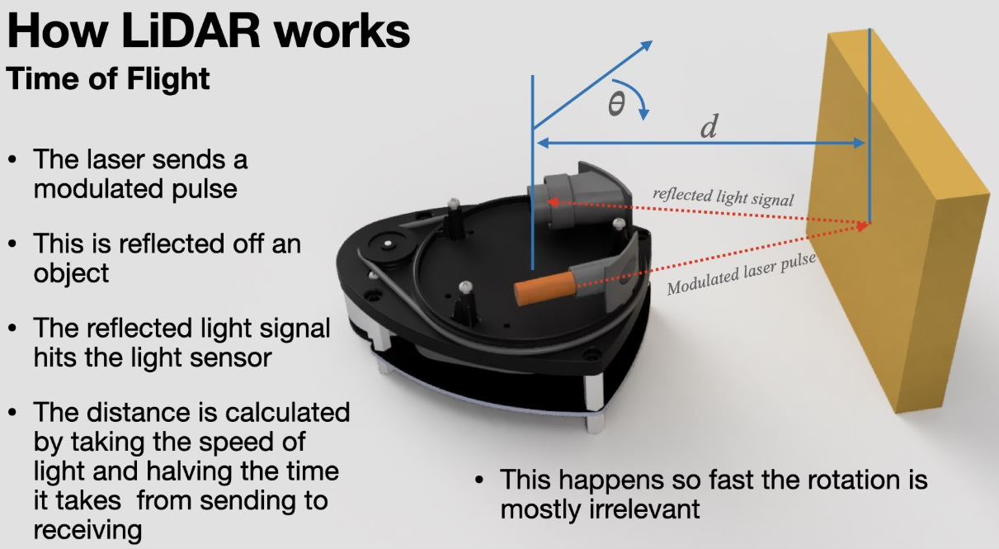 How LiDAR works
Time of Flight
• The laser sends a
modulated pulse
• This is reflected off an
object
• The reflected light signal
hits the light sensor
• The distance is calculated
by taking the speed of
light and halving the time
it takes  from sending to
receiving
θ
d
reflected light signal
Modulated laser pulse
• This happens so fast the rotation is
mostly irrelevant